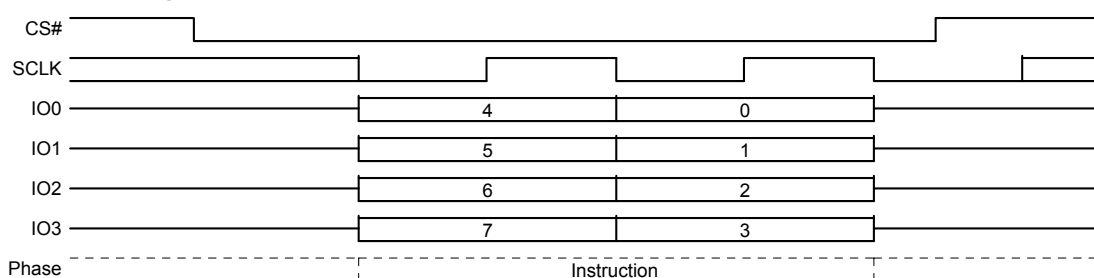 CS#
SCLK
IO0 4 0
IO1 5 1
IO2 6 2
IO3 7 3
Phase Instruction